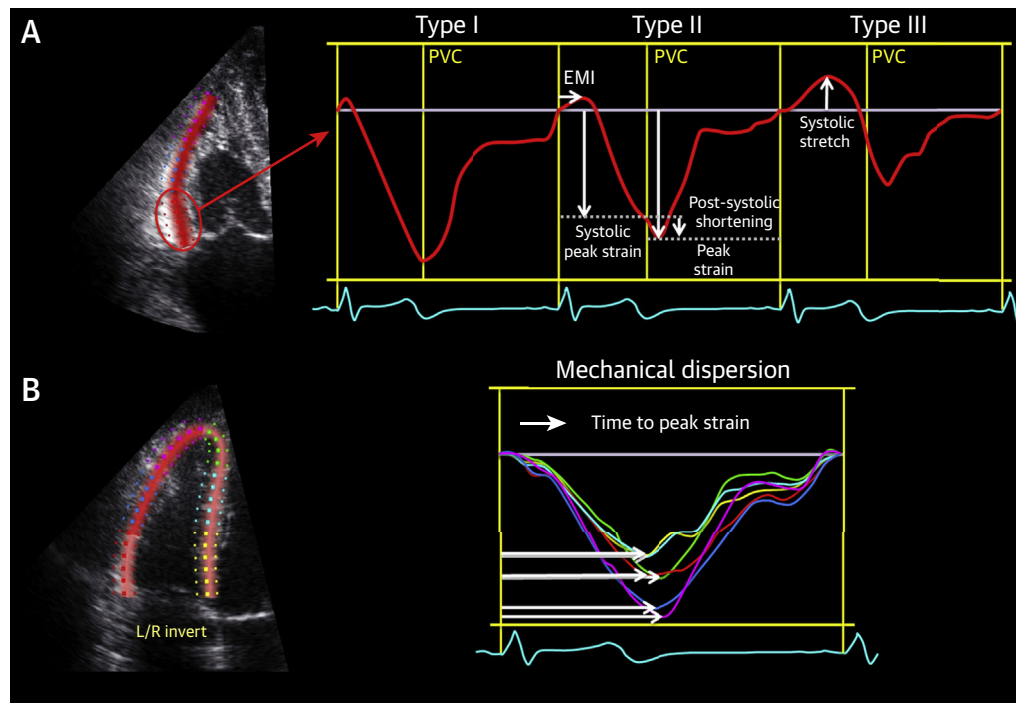 A
Type I
Type II
Type III
PVC
PVC
PVC
EMI
Systolic
stretch
Post-systolic
shortening
Systolic
peak strain
Peak
strain
B
Mechanical dispersion
Time to peak strain
L/R invert